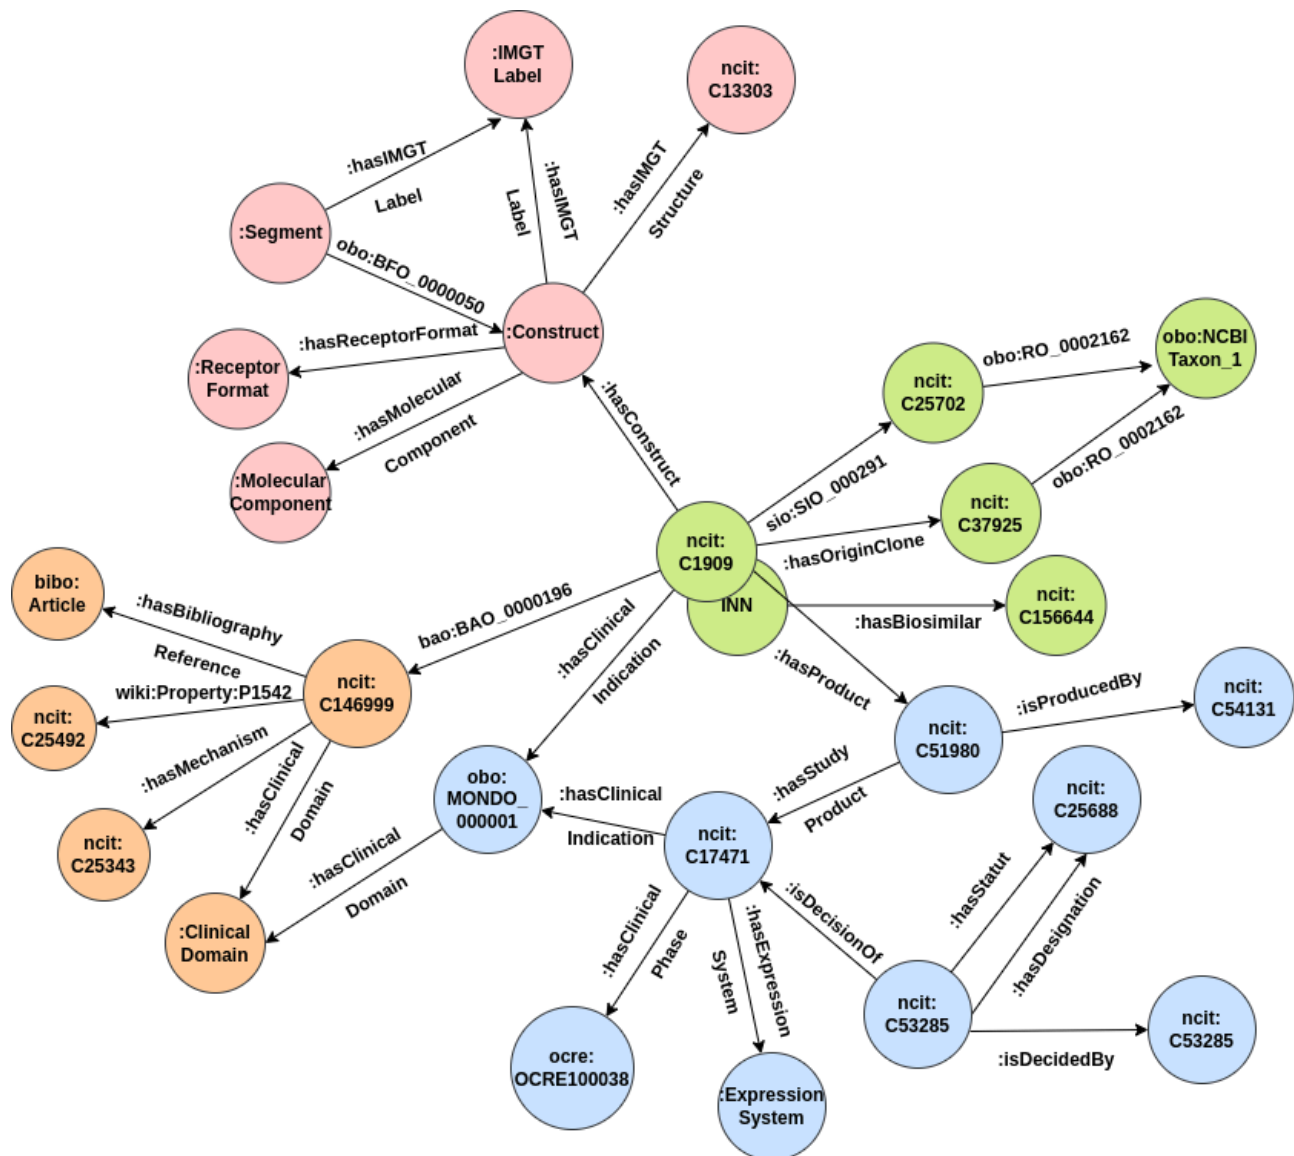 :IMGT
Label
ncit:
C13303
:hasIMGT
Label
:hasIMGT
Label
:hasIMGT
Structure
:Segment
obo:BFO_0000050
:Construct
:hasReceptorFormat
:Receptor
Format
:hasMolecular
Component
:Molecular
Component
:hasConstruct
obo:NCBI
Taxon_1
obo:RO_0002162
ncit:
C25702
obo:RO_0002162
sio:SIO_000291
ncit:
C37925
:hasOriginClone
ncit:
C1909
INN
:hasBiosimilar
ncit:
C156644
bibo:
Article
:hasBibliography
Reference
bao:BAO_0000196
:hasClinical
Indication
:hasProduct
wiki:Property:P1542
ncit:
C146999
ncit:
C25492
:hasMechanism
:hasClinical
Domain
ncit:
C25343
:Clinical
Domain
:hasClinical
Domain
obo:
MONDO_
000001
:hasClinical
Indication
:hasStudy
Product
ncit:
C51980
:isProducedBy
ncit:
C54131
ncit:
C17471
ncit:
C25688
:hasStatut
:hasDesignation
:isDecisionOf
:hasClinical
Phase
:hasExpression
System
ncit:
C53285
:isDecidedBy
ncit:
C53285
ocre:
OCRE100038
:Expression
System